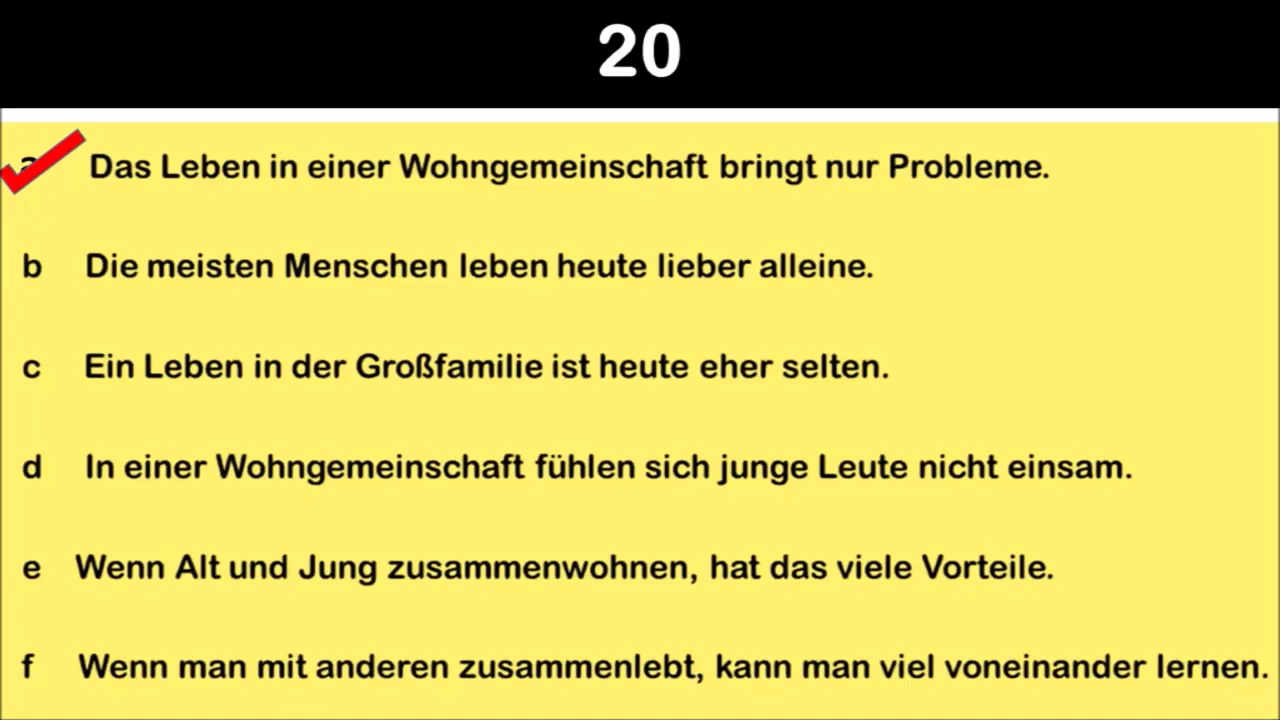 20
a Das Leben in einer Wohngemeinschaft bringt nur Probleme.
b Die meisten Menschen leben heute lieber alleine.
c Ein Leben in der Großfamilie ist heute eher selten.
d In einer Wohngemeinschaft fühlen sich junge Leute nicht einsam.
e Wenn Alt und Jung zusammenwohnen, hat das viele Vorteile.
f Wenn man mit anderen zusammenlebt, kann man viel voneinander lernen.